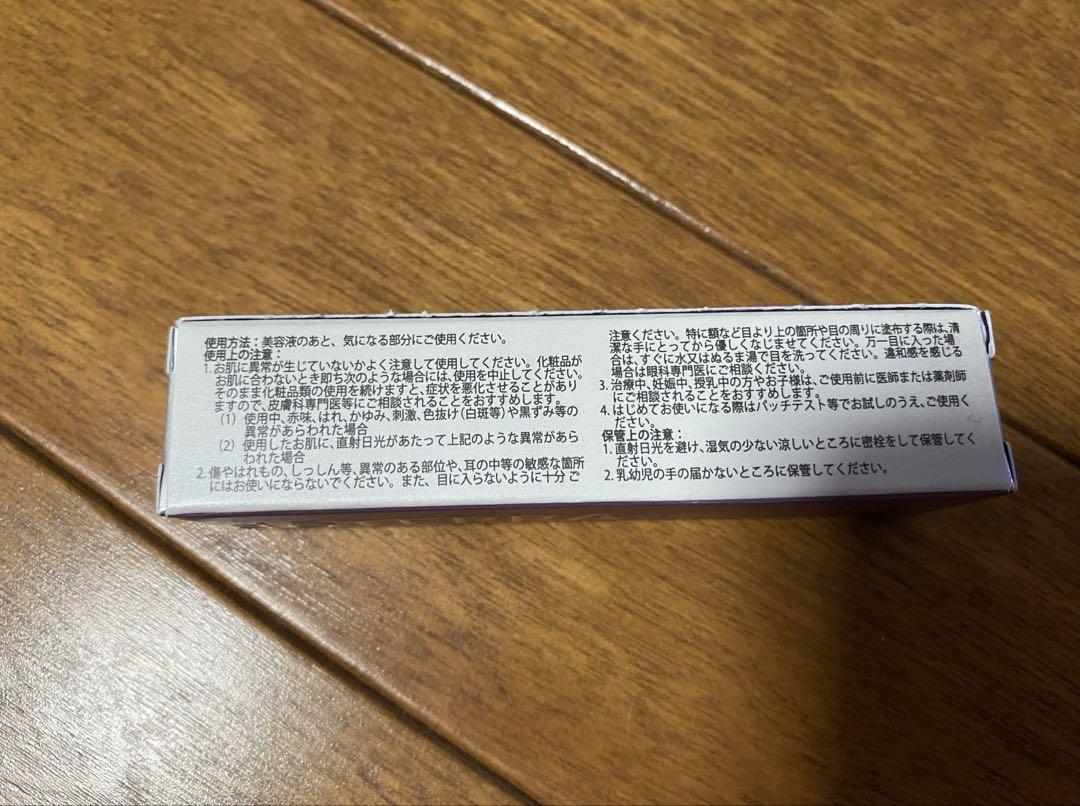 使用方法：美容液のあと、気になる部分にご使用ください。
使用上の注意：
1.お肌に異常が生じていないかよく注意して使用してください。化粧品が
お肌に合わないとき即ち次のような場合には、使用を中止してください。
そのまま化粧品類の使用を続けますと、症状を悪化させることがあり
ますので、皮膚科専門医等にご相談されることをおすすめします。
（1）使用中、赤味、はれ、かゆみ、刺激、色抜け（白斑等）や黒ずみ等の
異常があらわれた場合
（2）使用したお肌に、直射日光があたって上記のような異常があら
われた場合
2.傷やはれもの、しっしん等、異常のある部位や、耳の中等の敏感な箇所
にはお使いにならないでください。また、目に入らないように十分ご
注意ください。特に額など目より上の箇所や目の周りに塗布する際は、清
潔な手にとってから優しくなじませてください。万一目に入った場
合は、すぐに水又はぬるま湯で目を洗ってください。違和感を感じる
場合は眼科専門医にご相談ください。
3.治療中、妊娠中、授乳中の方やお子様は、ご使用前に医師または薬剤師
にご相談されることをおすすめします。
4.はじめてお使いになる際はパッチテスト等でお試しのうえ、ご使用く
ださい。
保管上の注意：
1.直射日光を避け、湿気の少ない涼しいところに密栓をして保管してく
ださい。
2.乳幼児の手の届かないところに保管してください。